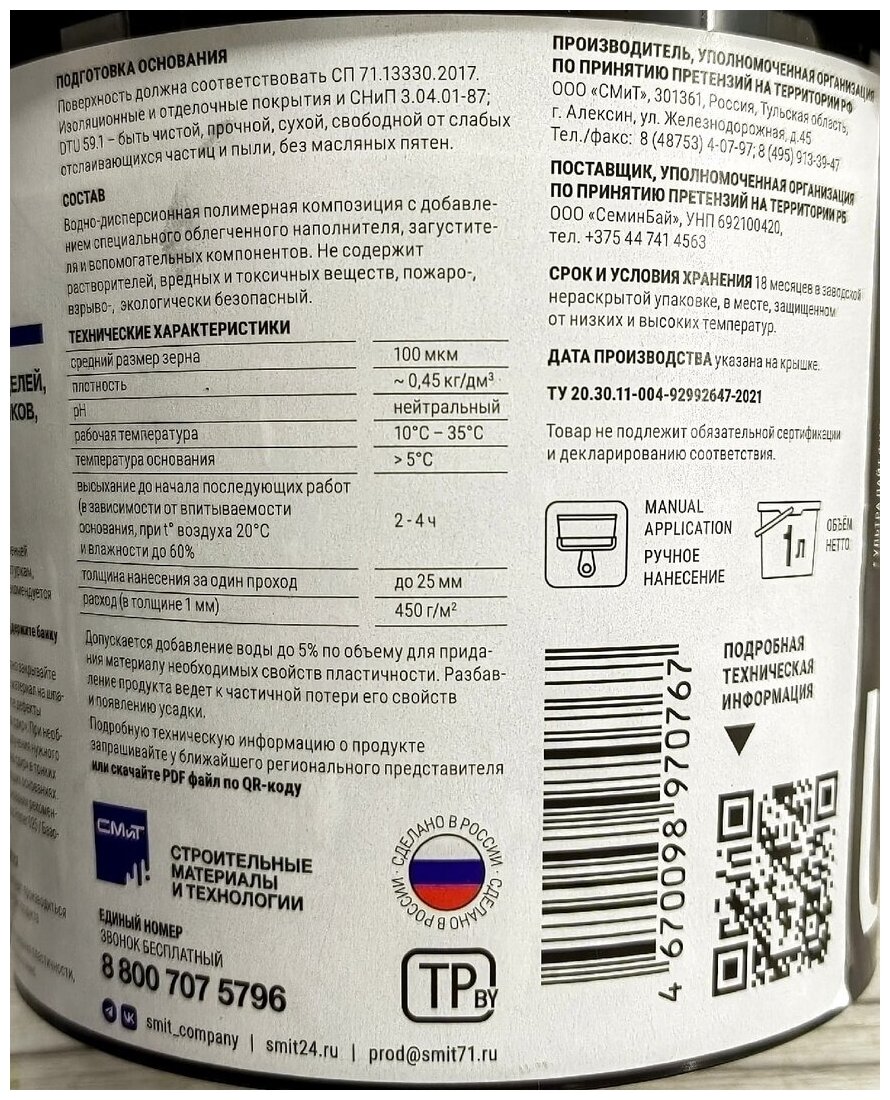 ПОДГОТОВКА ОСНОВАНИЯ
Поверхность должна соответствовать СП 71.13330.2017.
Изоляционные и отделочные покрытия и СНиП 3.04.01-87;
DTU 59.1 – быть чистой, прочной, сухой, свободной от слабых
отслаивающихся частиц и пыли, без масляных пятен.
СОСТАВ
Водно-дисперсионная полимерная композиция с добавле-
нием специального облегченного наполнителя, загустите-
ля и вспомогательных компонентов. Не содержит
растворителей, вредных и токсичных веществ, пожаро-,
взрыво-, экологически безопасный.
ТЕХНИЧЕСКИЕ ХАРАКТЕРИСТИКИ
средний размер зерна 100 мкм
плотность ~ 0,45 кг/дм³
pH нейтральный
рабочая температура 10°С – 35°С
температура основания > 5°С
высыхание до начала последующих работ
(в зависимости от впитываемости
основания, при t° воздуха 20°С
и влажности до 60%
2 - 4 ч
толщина нанесения за один проход до 25 мм
расход (в толщине 1 мм) 450 г/м²
Допускается добавление воды до 5% по объему для прида-
ния материалу необходимых свойств пластичности. Разбав-
ление продукта ведет к частичной потери его свойств
и появлению усадки.
Подробную техническую информацию о продукте
запрашивайте у ближайшего регионального представителя
или скачайте PDF файл по QR-коду
СМиТ
СТРОИТЕЛЬНЫЕ
МАТЕРИАЛЫ
И ТЕХНОЛОГИИ
СДЕЛАНО В РОССИИ · СДЕЛАНО В РОССИИ ·
ЕДИНЫЙ НОМЕР
ЗВОНОК БЕСПЛАТНЫЙ
8 800 707 5796
ТР BY
smit_company | smit24.ru | prod@smit71.ru
ПРОИЗВОДИТЕЛЬ, УПОЛНОМОЧЕННАЯ ОРГАНИЗАЦИЯ
ПО ПРИНЯТИЮ ПРЕТЕНЗИЙ НА ТЕРРИТОРИИ РФ
ООО «СМиТ», 301361, Россия, Тульская область,
г. Алексин, ул. Железнодорожная, д.45
Тел./факс: 8 (48753) 4-07-97; 8 (495) 913-39-47
ПОСТАВЩИК, УПОЛНОМОЧЕННАЯ ОРГАНИЗАЦИЯ
ПО ПРИНЯТИЮ ПРЕТЕНЗИЙ НА ТЕРРИТОРИИ РБ
ООО «СеминБай», УНП 692100420,
тел. +375 44 741 4563
СРОК И УСЛОВИЯ ХРАНЕНИЯ 18 месяцев в заводской
нераскрытой упаковке, в месте, защищенном
от низких и высоких температур.
ДАТА ПРОИЗВОДСТВА указана на крышке.
ТУ 20.30.11-004-92992647-2021
Товар не подлежит обязательной сертификации
и декларированию соответствия.
MANUAL
APPLICATION
РУЧНОЕ
НАНЕСЕНИЕ
1л
ОБЪЁМ
НЕТТО
4 670098 970767
ПОДРОБНАЯ
ТЕХНИЧЕСКАЯ
ИНФОРМАЦИЯ